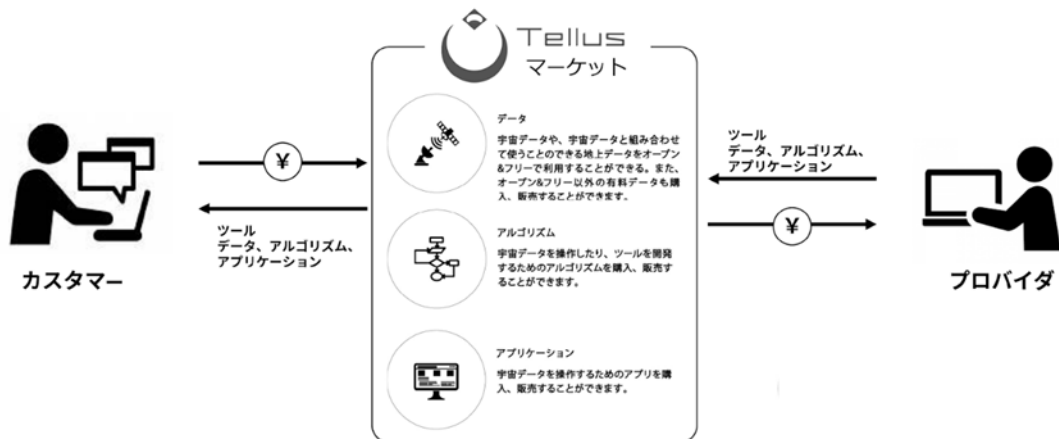 Tellus
マーケット
データ
宇宙データや、宇宙データと組み合わせ
て使うことのできる地上データをオープン
&フリーで利用することができる。また、
オープン&フリー以外の有料データも購
入、販売することができます。
アルゴリズム
宇宙データを操作したり、ツールを開発
するためのアルゴリズムを購入、販売す
ることができます。
アプリケーション
宇宙データを操作するためのアプリを購
入、販売することができます。
¥
ツール
データ、アルゴリズム、
アプリケーション
カスタマー
ツール
データ、アルゴリズム、
アプリケーション
¥
プロバイダ